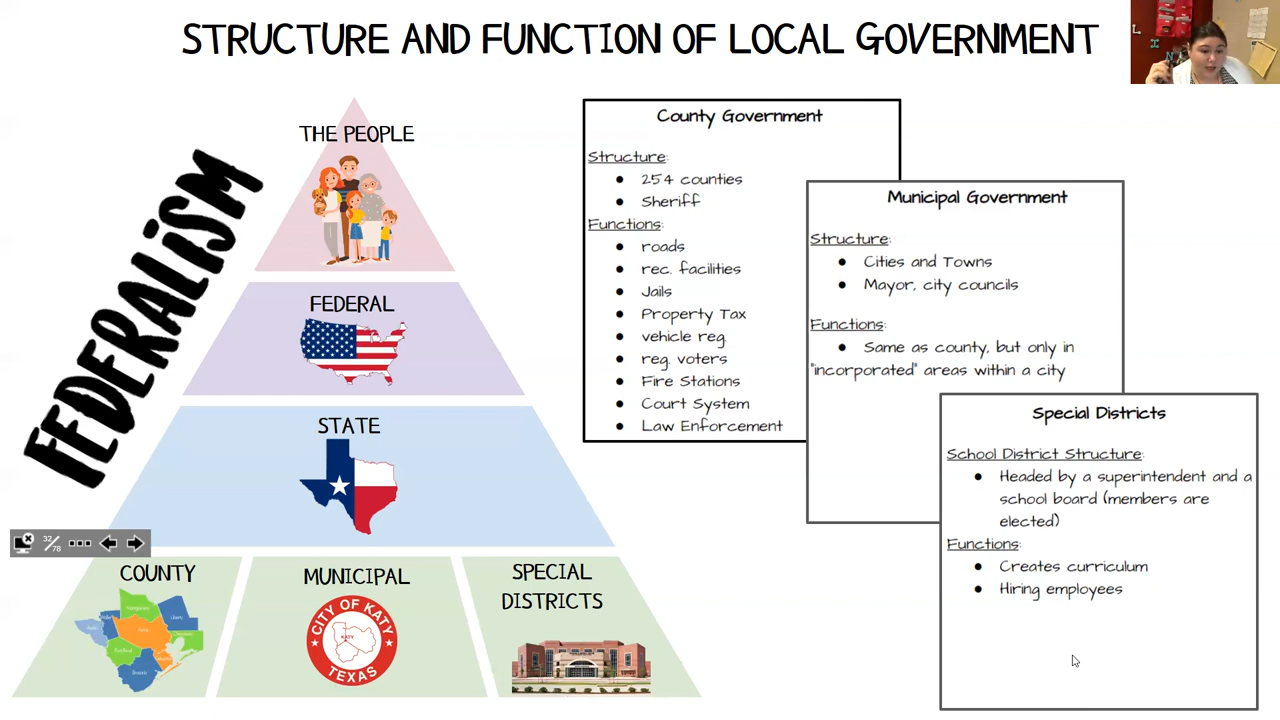 STRUCTURE AND FUNCTION OF LOCAL GOVERNMENT
FEDERALISM
THE PEOPLE
FEDERAL
STATE
COUNTY
MUNICIPAL
CITY OF KATY
KATY
TEXAS
SPECIAL
DISTRICTS
32/78
County Government
Structure:
● 254 counties
● Sheriff
Functions:
● roads
● rec. facilities
● Jails
● Property Tax
● vehicle reg.
● reg. voters
● Fire Stations
● Court System
● Law Enforcement
Municipal Government
Structure:
● Cities and Towns
● Mayor, city councils
Functions:
● Same as county, but only in
"incorporated" areas within a city
Special Districts
School District Structure:
● Headed by a superintendent and a
school board (members are
elected)
Functions:
● Creates curriculum
● Hiring employees